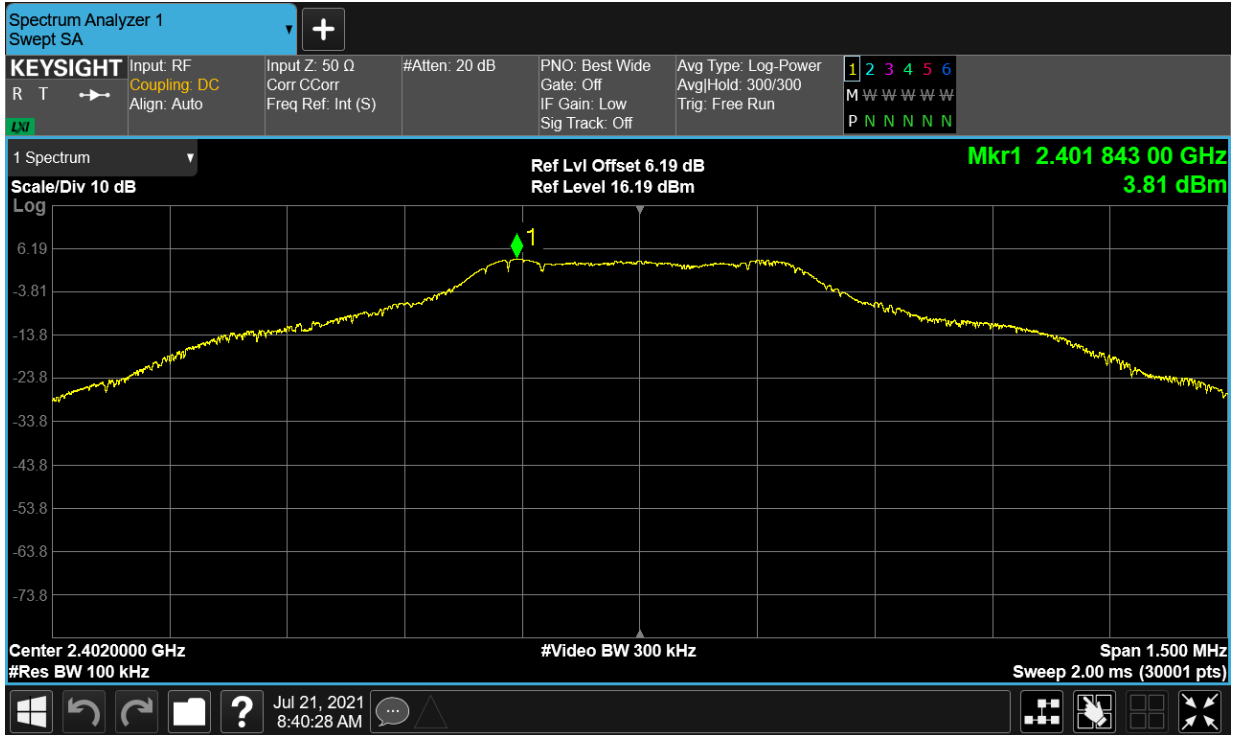 Spectrum Analyzer 1
Swept SA
KEYSIGHT
R T
LXI
Input: RF
Coupling: DC
Align: Auto
Input Z: 50 Ω
Corr CCorr
Freq Ref: Int (S)
#Atten: 20 dB
PNO: Best Wide
Gate: Off
IF Gain: Low
Sig Track: Off
Avg Type: Log-Power
Avg|Hold: 300/300
Trig: Free Run
1 2 3 4 5 6
M W W W W W
P N N N N N
1 Spectrum
Scale/Div 10 dB
Log
Ref Lvl Offset 6.19 dB
Ref Level 16.19 dBm
Mkr1 2.401 843 00 GHz
3.81 dBm
1
6.19
-3.81
-13.8
-23.8
-33.8
-43.8
-53.8
-63.8
-73.8
Center 2.4020000 GHz
#Res BW 100 kHz
#Video BW 300 kHz
Span 1.500 MHz
Sweep 2.00 ms (30001 pts)
?
Jul 21, 2021
8:40:28 AM